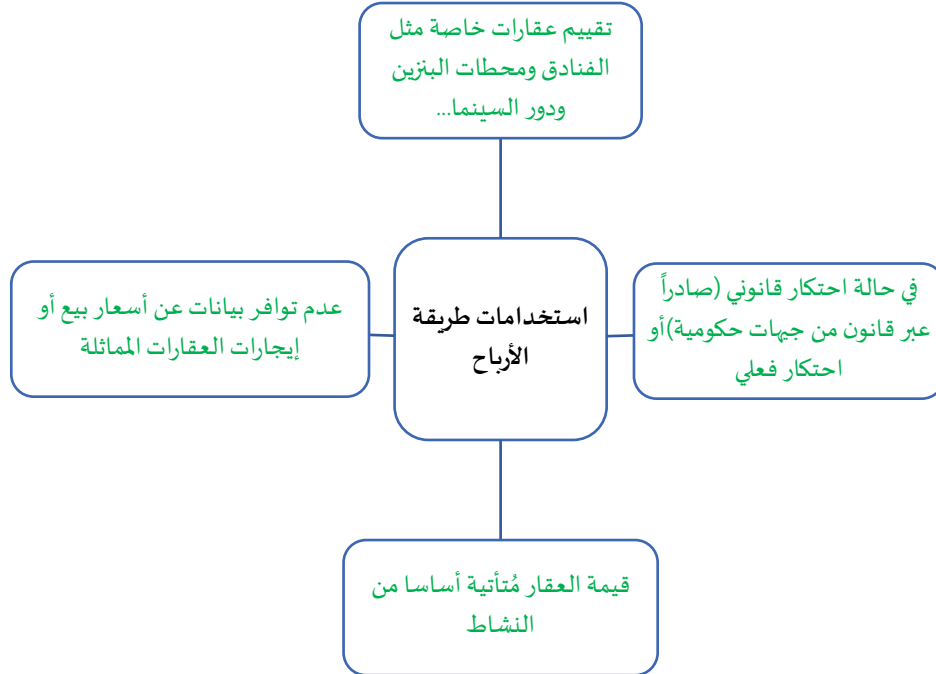 تقييم عقارات خاصة مثل
الفنادق ومحطات البنزين
ودور السينما...
في حالة احتكار قانوني (صادراً
عبر قانون من جهات حكومية)أو
احتكار فعلي
استخدامات طريقة
الأرباح
عدم توافر بيانات عن أسعار بيع أو
إيجارات العقارات المماثلة
قيمة العقار مُتأتية أساسا من
النشاط